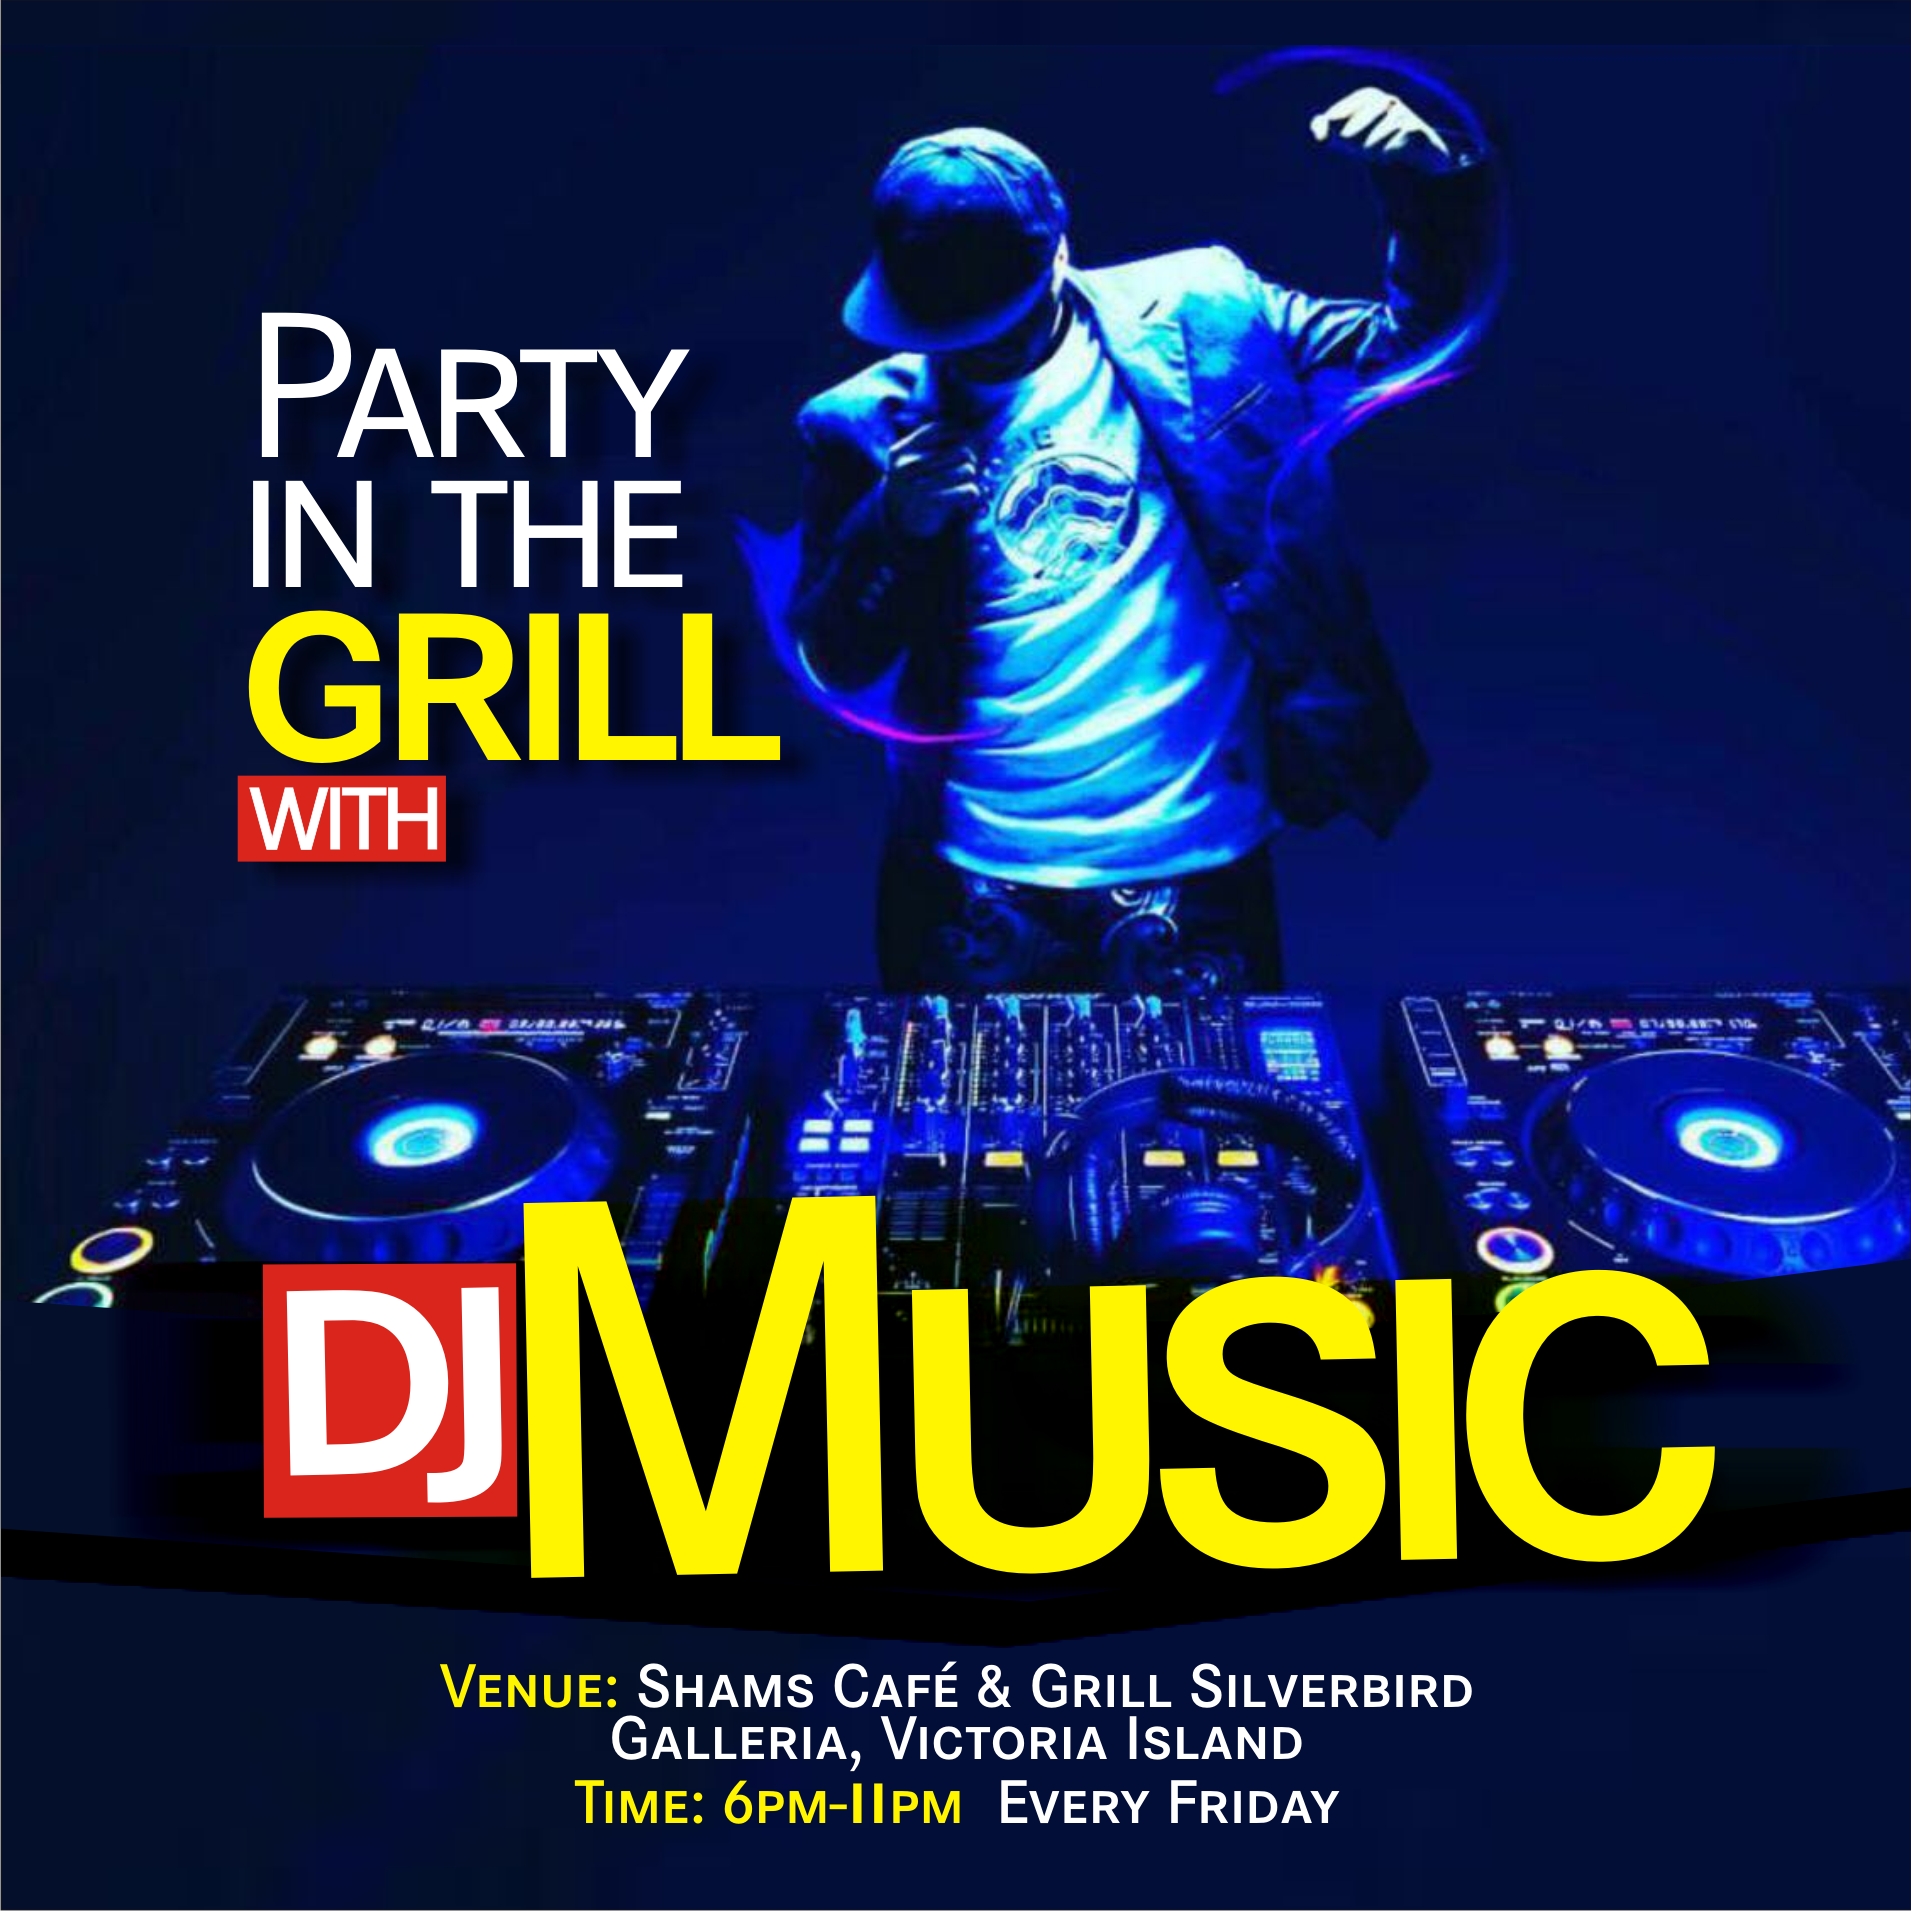 PARTY
IN THE
GRILL
WITH
DJ MUSIC
VENUE: SHAMS CAFÉ & GRILL SILVERBIRD
GALLERIA, VICTORIA ISLAND
TIME: 6PM-11PM EVERY FRIDAY